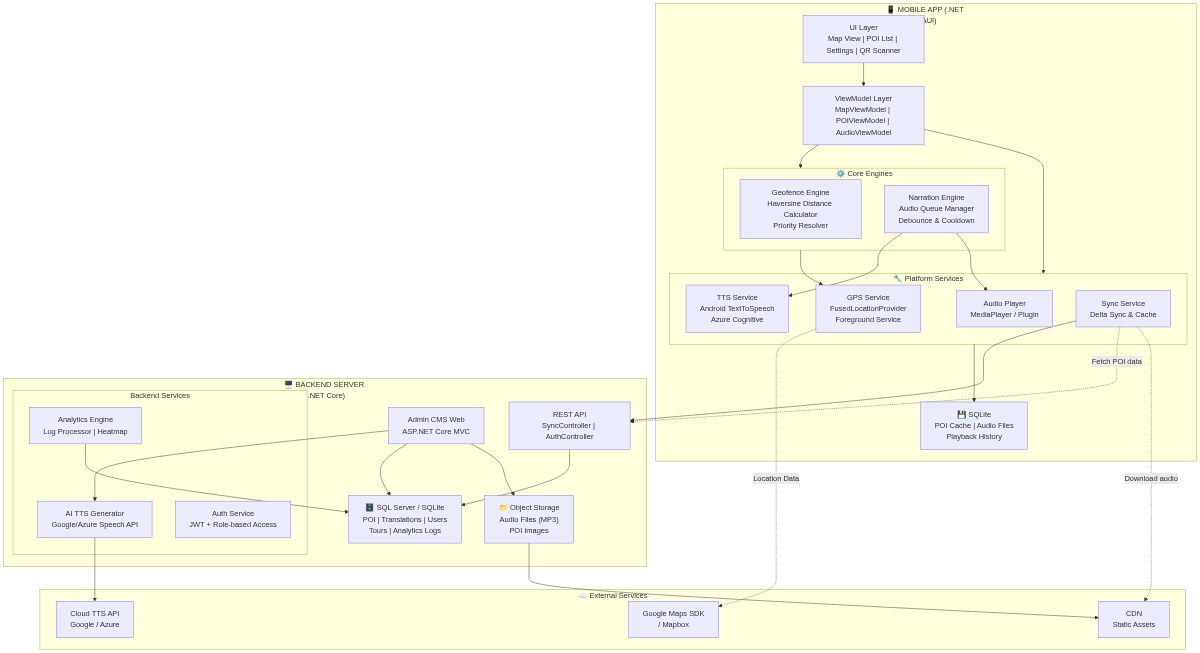 📱 MOBILE APP (.NET
AUI)
UI Layer
Map View | POI List |
Settings | QR Scanner
ViewModel Layer
MapViewModel |
POIViewModel |
AudioViewModel
⚙️ Core Engines
Geofence Engine
Haversine Distance
Calculator
Priority Resolver
Narration Engine
Audio Queue Manager
Debounce & Cooldown
🔧 Platform Services
TTS Service
Android TextToSpeech
Azure Cognitive
GPS Service
FusedLocationProvider
Foreground Service
Audio Player
MediaPlayer / Plugin
Sync Service
Delta Sync & Cache
Fetch POI data
💾 SQLite
POI Cache | Audio Files
Playback History
🖥️ BACKEND SERVER
.NET Core)
Backend Services
Analytics Engine
Log Processor | Heatmap
Admin CMS Web
ASP.NET Core MVC
REST API
SyncController |
AuthController
Location Data
Download audio
AI TTS Generator
Google/Azure Speech API
Auth Service
JWT + Role-based Access
🗄️ SQL Server / SQLite
POI | Translations | Users
Tours | Analytics Logs
📁 Object Storage
Audio Files (MP3)
POI Images
☁️ External Services
Cloud TTS API
Google / Azure
Google Maps SDK
/ Mapbox
CDN
Static Assets